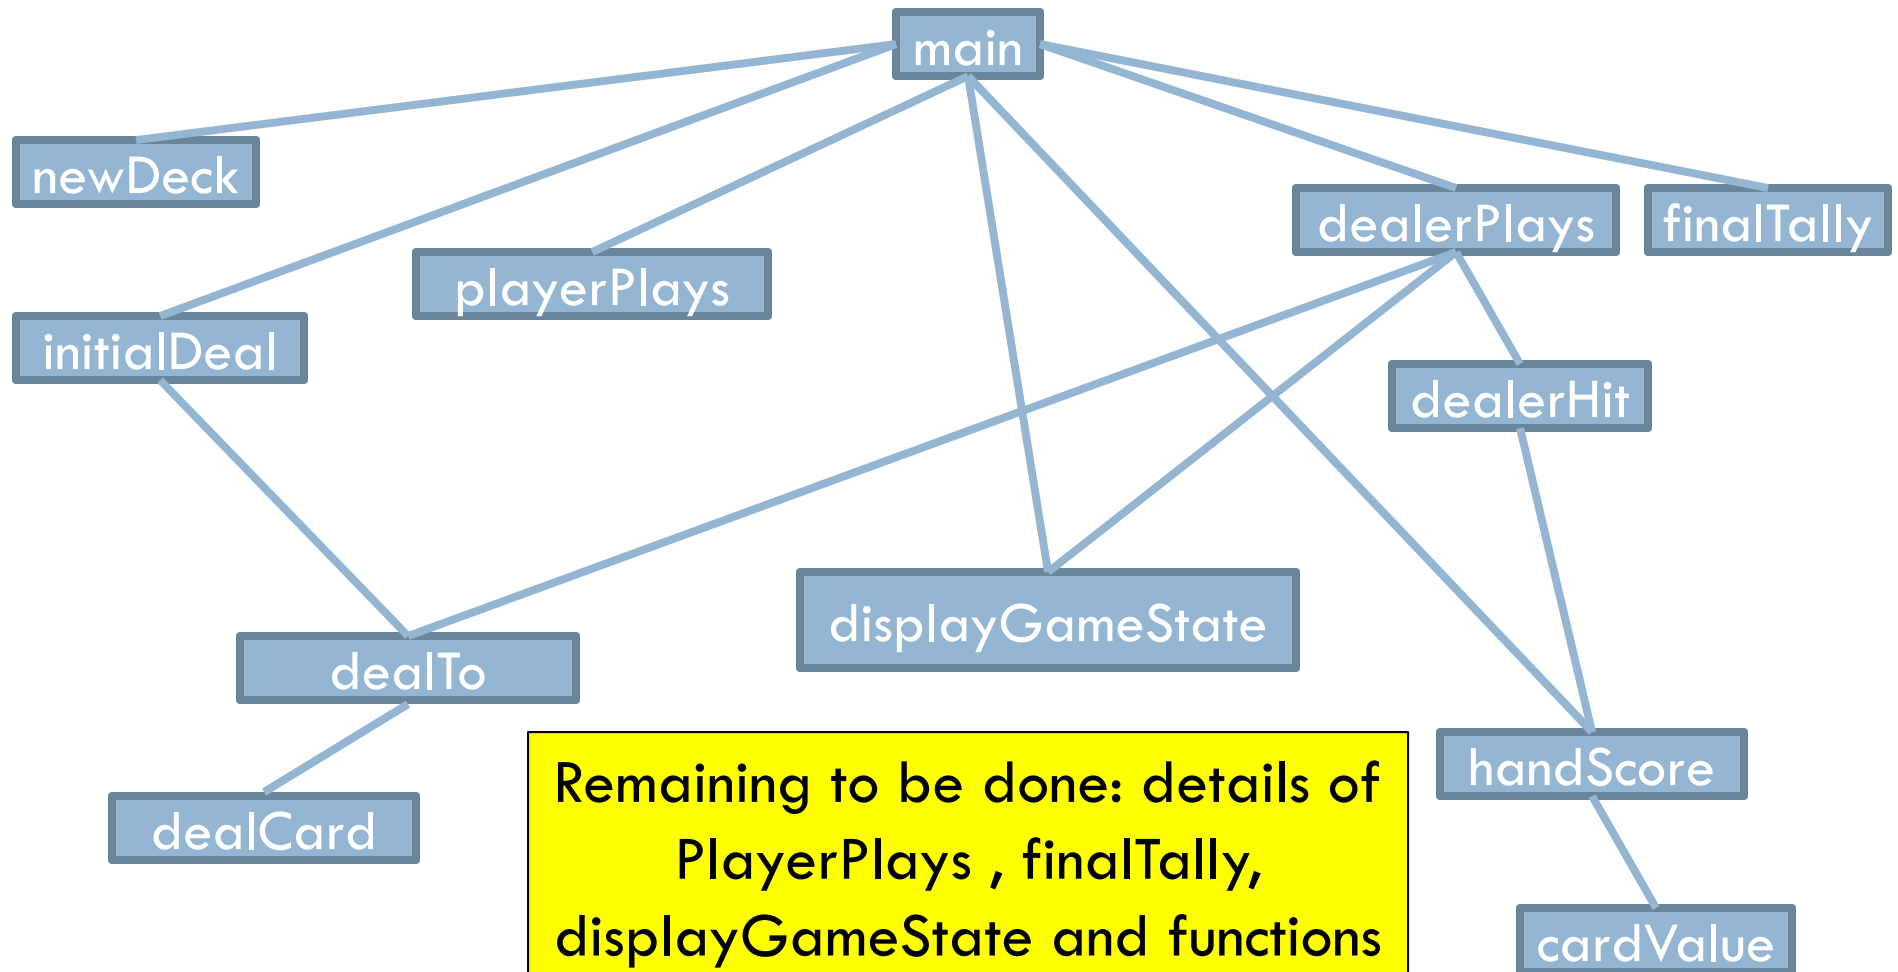 main
newDeck
dealerPlays
finalTally
playerPlays
initialDeal
dealerHit
displayGameState
dealTo
handScore
dealCard
Remaining to be done: details of
PlayerPlays , finalTally,
displayGameState and functions
cardValue